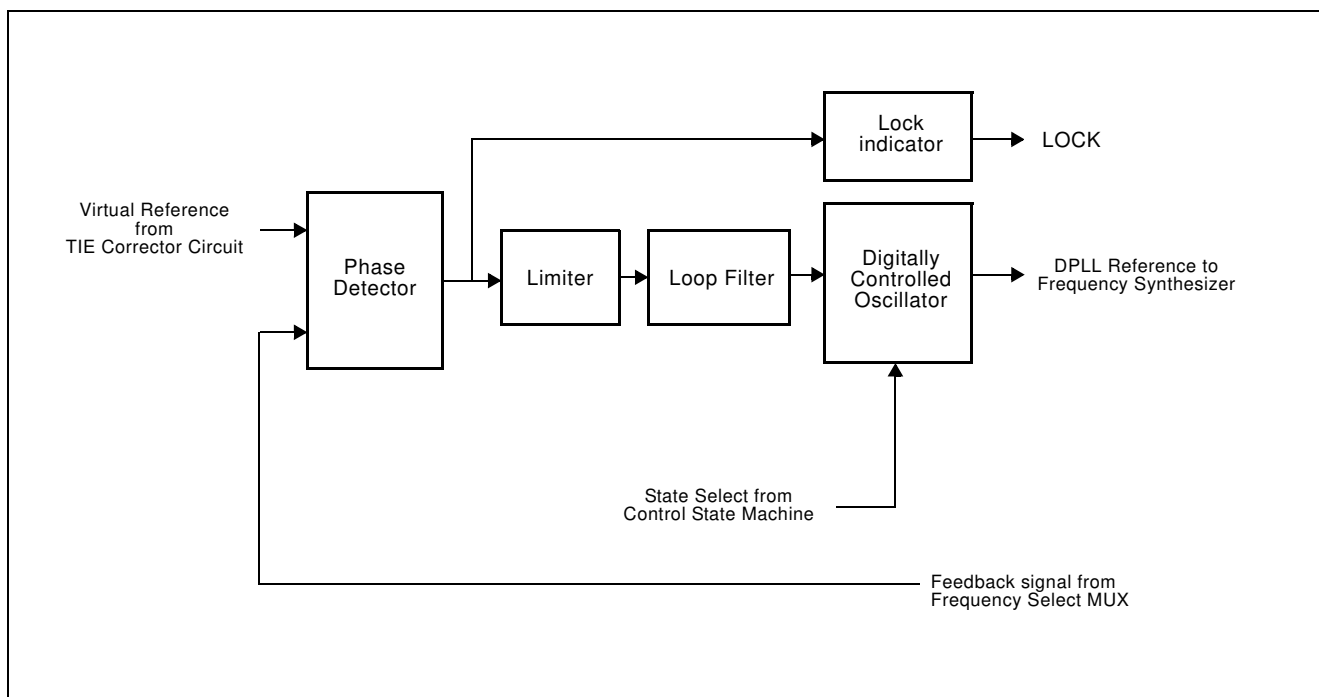 Lock
indicator
LOCK
Virtual Reference
from
TIE Corrector Circuit
Phase
Detector
Limiter
Loop Filter
Digitally
Controlled
Oscillator
DPLL Reference to
Frequency Synthesizer
State Select from
Control State Machine
Feedback signal from
Frequency Select MUX